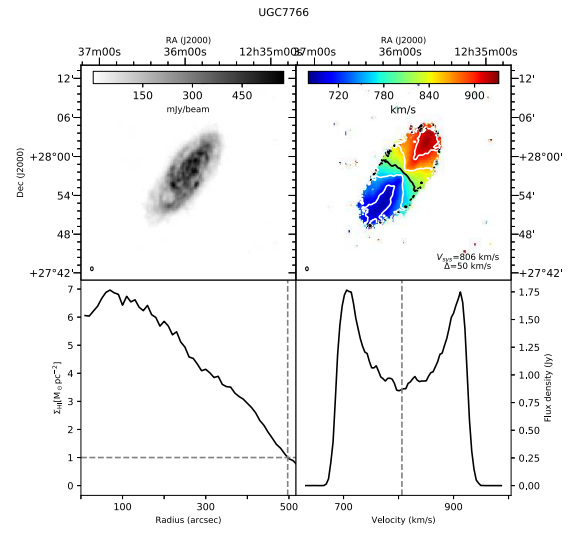 UGC7766
RA (J2000)
37m00s 36m00s 12h35m00s
RA (J2000)
37m00s 36m00s 12h35m00s
Dec (J2000)
12'
06'
+28°00'
54'
48'
+27°42'
150 300 450
mJy/beam
720 780 840 900
km/s
12'
06'
+28°00'
54'
48'
+27°42'
V_sys=806 km/s
Δ=50 km/s
Σ_HI[M_⊙pc⁻²]
7
6
5
4
3
2
1
0
100 300 500
Radius (arcsec)
700 900
Velocity (km/s)
1.75
1.50
1.25
1.00
0.75
0.50
0.25
0.00
Flux density (Jy)